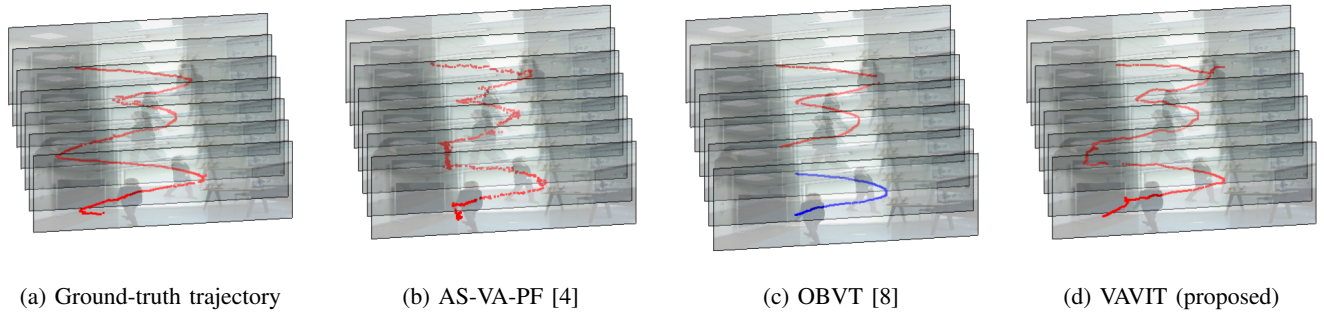 (a) Ground-truth trajectory
(b) AS-VA-PF [4]
(c) OBVT [8]
(d) VAVIT (proposed)